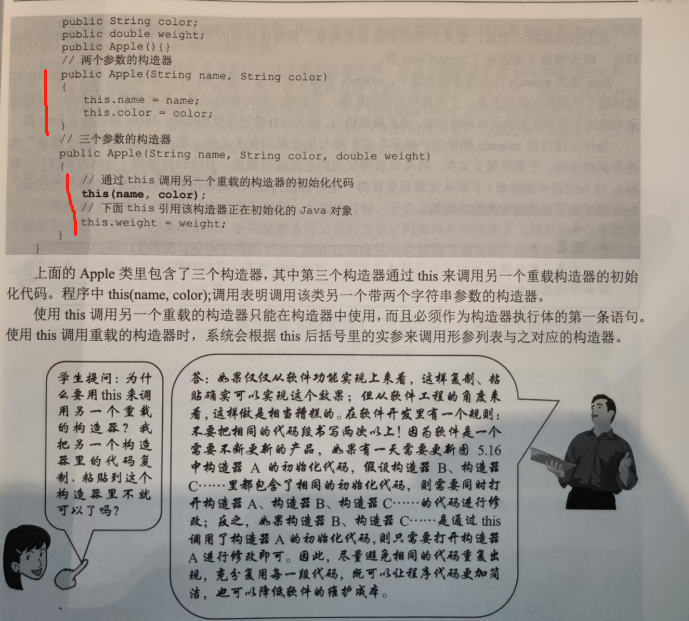 public String color;
public double weight;
public Apple(){}
// 两个参数的构造器
public Apple(String name, String color)
{
this.name = name;
this.color = color;
}
// 三个参数的构造器
public Apple(String name, String color, double weight)
{
// 通过 this 调用另一个重载的构造器的初始化代码
this(name, color);
// 下面 this 引用该构造器正在初始化的 Java 对象
this.weight = weight;
}
}
上面的 Apple 类里包含了三个构造器，其中第三个构造器通过 this 来调用另一个重载构造器的初始
化代码。程序中 this(name, color);调用表明调用该类另一个带两个字符串参数的构造器。
使用 this 调用另一个重载的构造器只能在构造器中使用，而且必须作为构造器执行体的第一条语句。
使用 this 调用重载的构造器时，系统会根据 this 后括号里的实参来调用形参列表与之对应的构造器。
学生提问：为什
么要用 this 来调
用另一个重载
的构造器？我
把另一个构造
器里的代码复
制、粘贴到这个
构造器里不就
可以了吗？
答：如果仅仅从软件功能实现上来看，这样复制、粘
贴确实可以实现这个效果；但从软件工程的角度来
看，这样做是相当糟糕的。在软件开发里有一个规则：
不要把相同的代码段书写两次以上！因为软件是一个
需要不断更新的产品，如果有一天需要更新图 5.16
中构造器 A 的初始化代码，假设构造器 B、构造器
C……里都包含了相同的初始化代码，则需要同时打
开构造器 A、构造器 B、构造器 C……的代码进行修
改；反之，如果构造器 B、构造器 C……是通过 this
调用了构造器 A 的初始化代码，则只需要打开构造器
A 进行修改即可。因此，尽量避免相同的代码重复出
现，充分复用每一段代码，既可以让程序代码更加简
洁，也可以降低软件的维护成本。